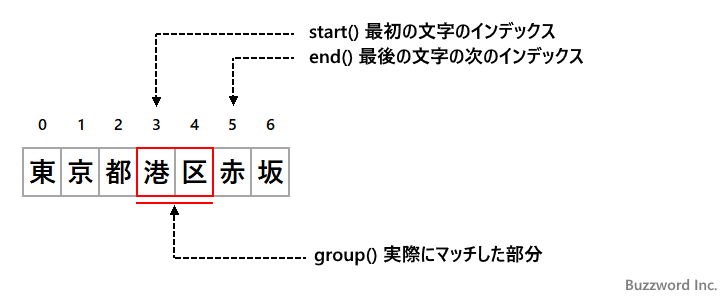 start() 最初の文字のインデックス
end() 最後の文字の次のインデックス
0 1 2 3 4 5 6
東京都港区赤坂
group() 実際にマッチした部分
Buzzword Inc.